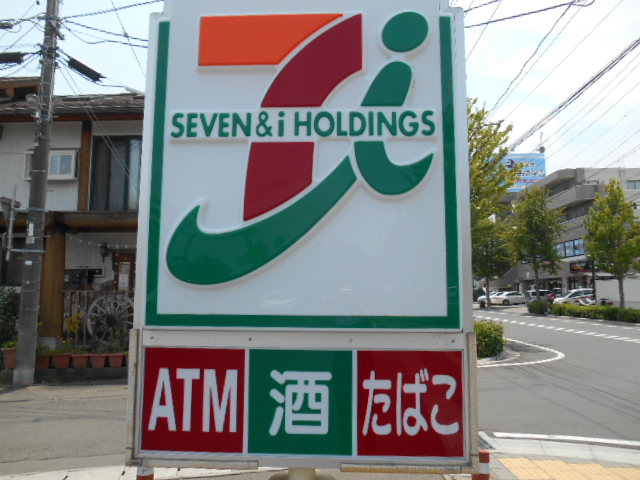 SEVEN & i HOLDINGS
ATM 酒 たばこ